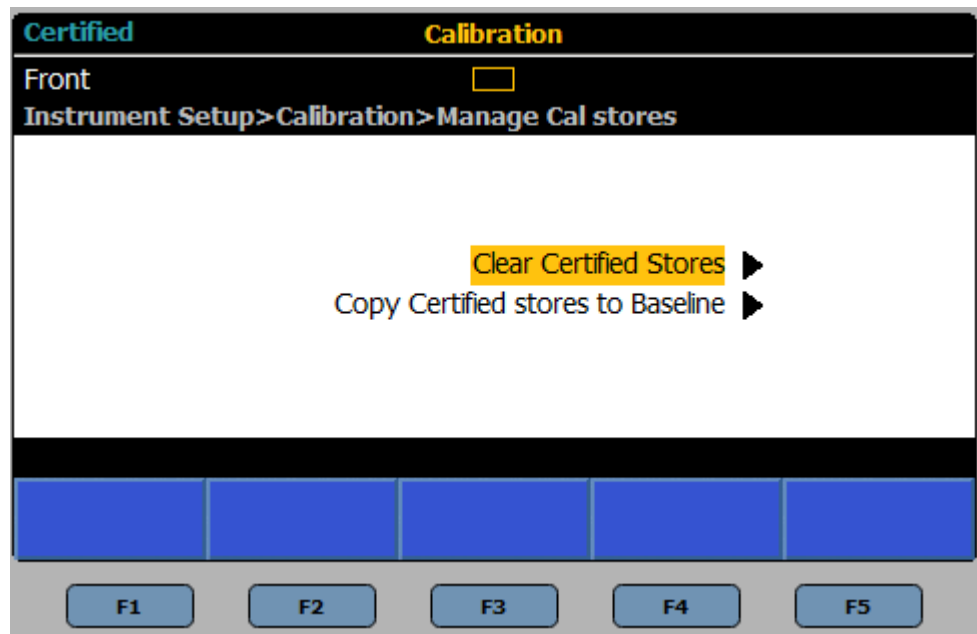 Certified Calibration
Front
Instrument Setup>Calibration>Manage Cal stores
Clear Certified Stores
Copy Certified stores to Baseline
F1 F2 F3 F4 F5